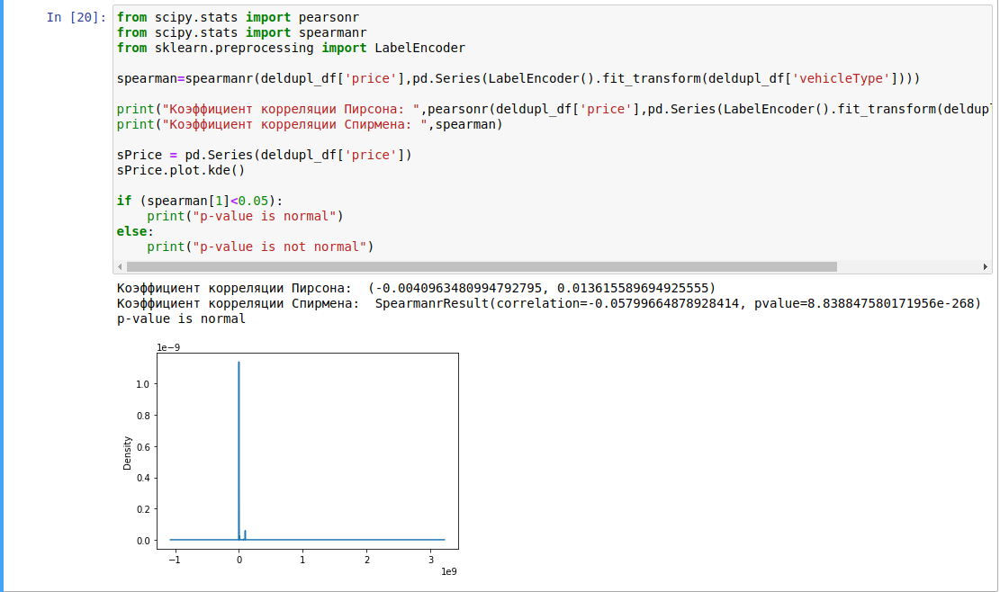 In [20]:
from scipy.stats import pearsonr
from scipy.stats import spearmanr
from sklearn.preprocessing import LabelEncoder
spearman=spearmanr(deldupl_df['price'],pd.Series(LabelEncoder().fit_transform(deldupl_df['vehicleType'])))
print("Коэффициент корреляции Пирсона: ",pearsonr(deldupl_df['price'],pd.Series(LabelEncoder().fit_transform(deldupl
print("Коэффициент корреляции Спирмена: ",spearman)
sPrice = pd.Series(deldupl_df['price'])
sPrice.plot.kde()
if (spearman[1]<0.05):
    print("p-value is normal")
else:
    print("p-value is not normal")
Коэффициент корреляции Пирсона:  (-0.0040963480994792795, 0.013615589694925555)
Коэффициент корреляции Спирмена:  SpearmanrResult(correlation=-0.05799664878928414, pvalue=8.838847580171956e-268)
p-value is normal
1e−9
1.0
0.8
0.6
0.4
0.2
0.0
Density
−1 0 1 2 3
1e9